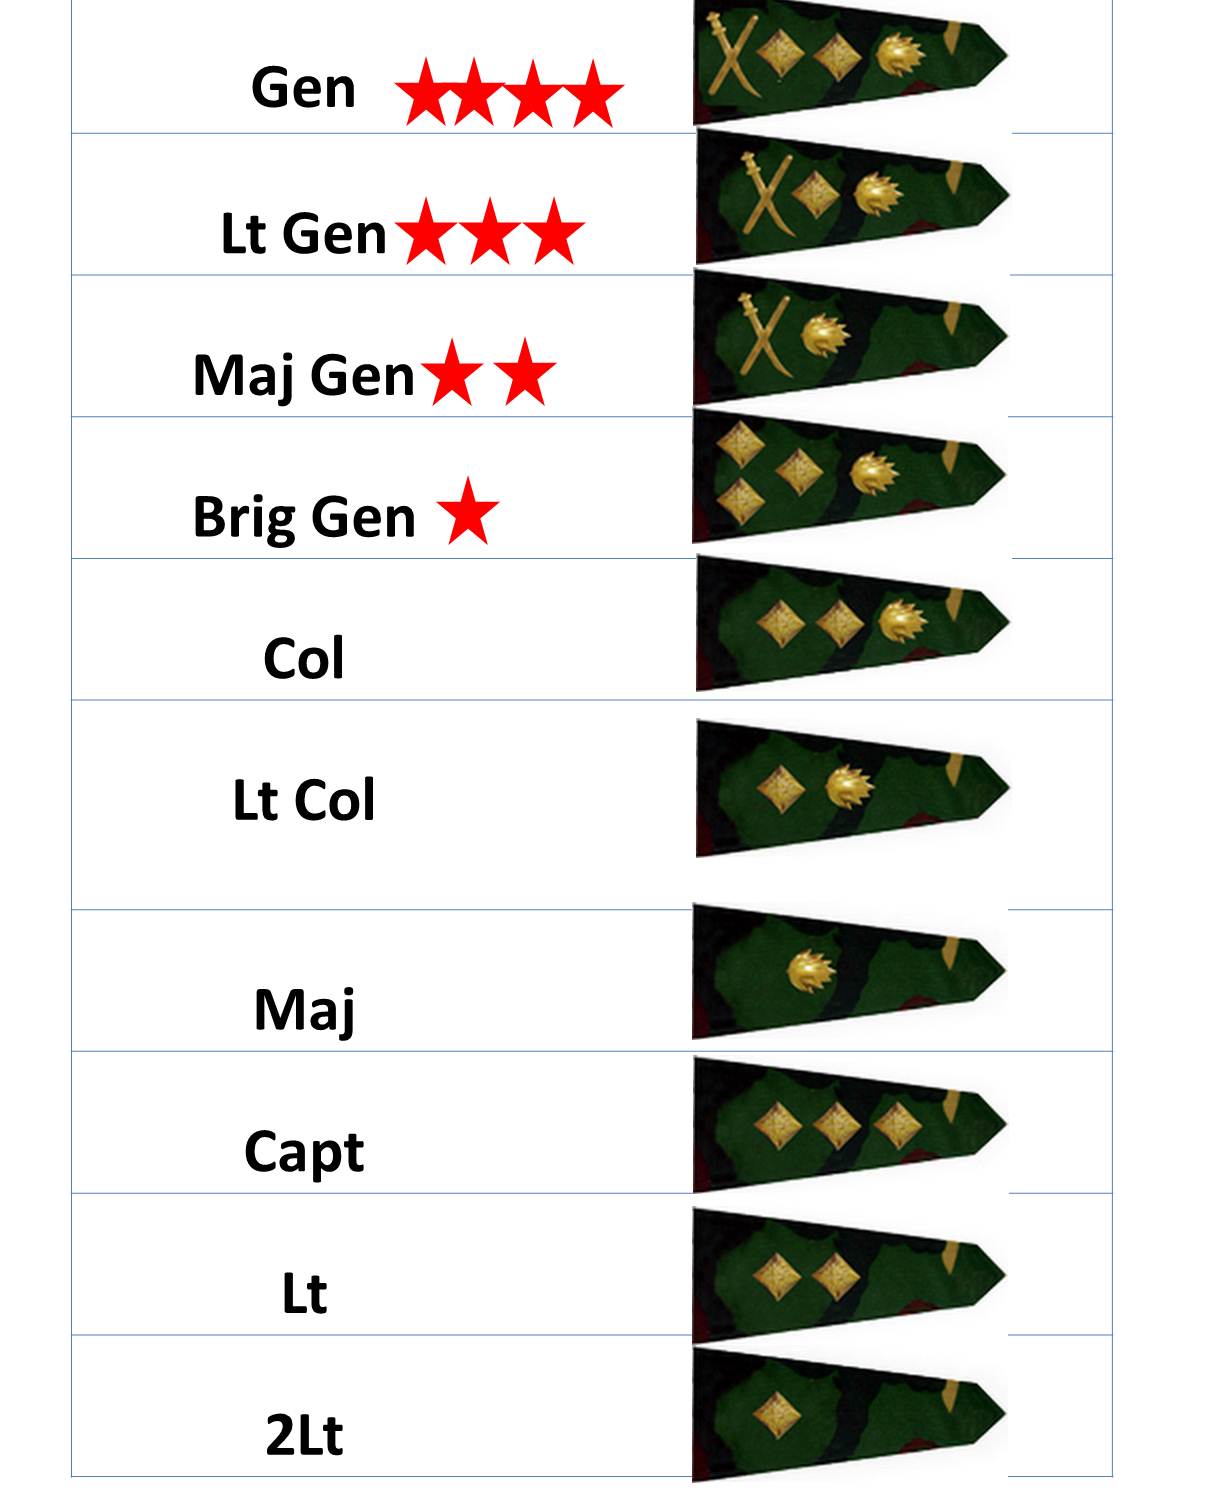 Gen
Lt Gen
Maj Gen
Brig Gen
Col
Lt Col
Maj
Capt
Lt
2Lt